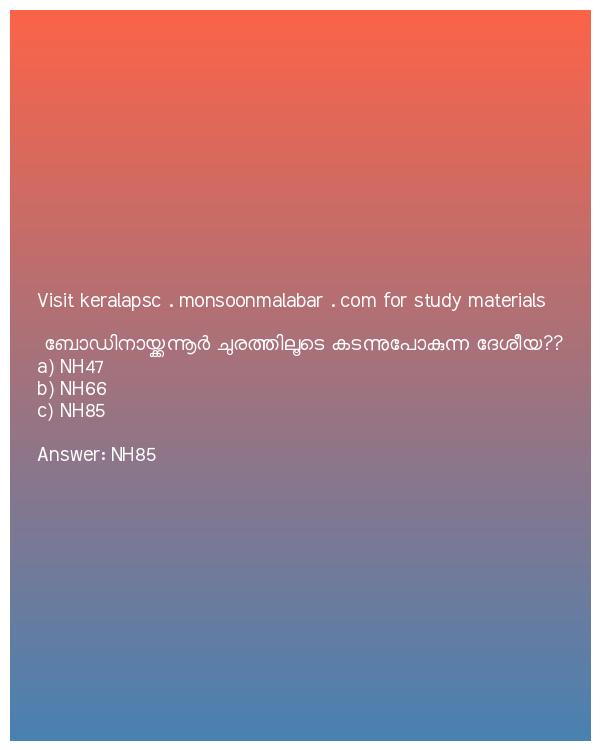 Visit keralapsc . monsoonmalabar . com for study materials
ബോഡിനായ്ക്കന്നൂർ ചുരത്തിലൂടെ കടന്നുപോകുന്ന ദേശീയ??
a) NH47
b) NH66
c) NH85
Answer: NH85